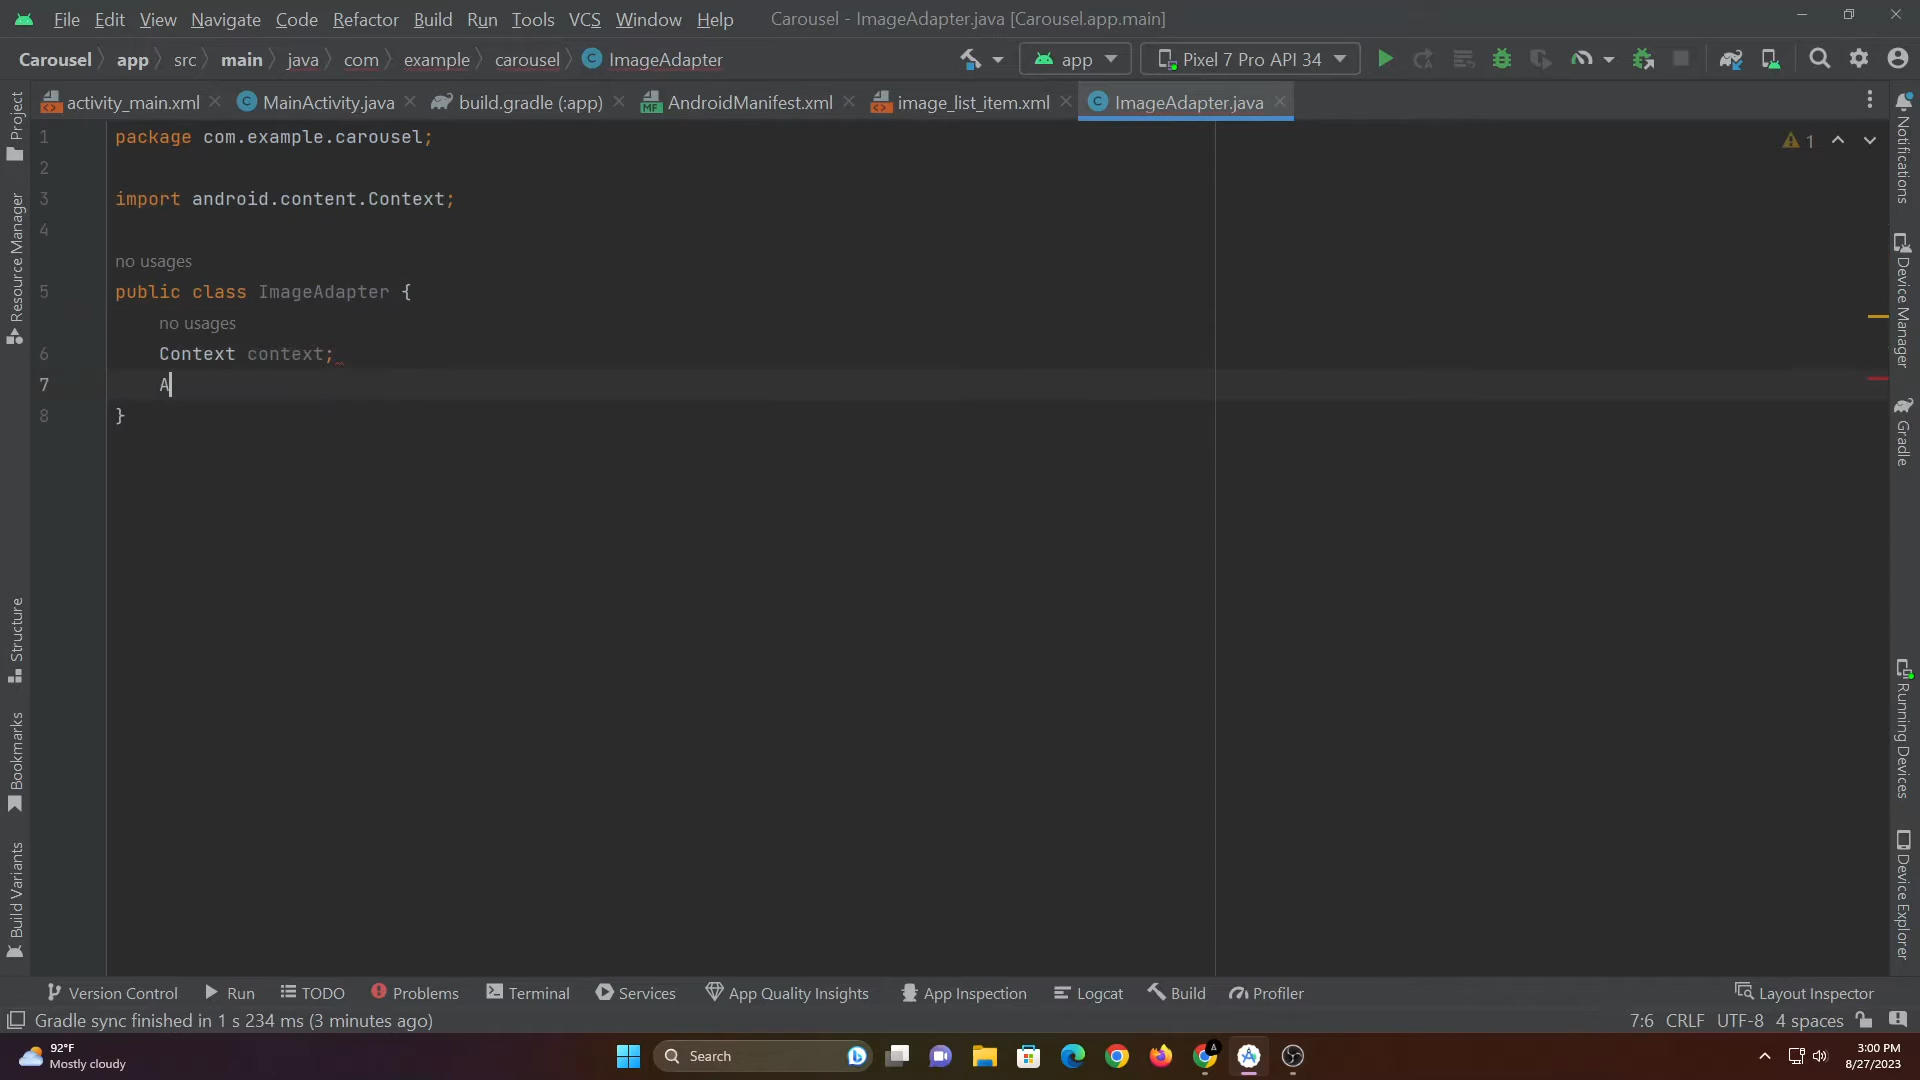 File Edit View Navigate Code Refactor Build Run Tools VCS Window Help Carousel - ImageAdapter.java [Carousel.app.main]
Carousel app src main java com example carousel ImageAdapter app Pixel 7 Pro API 34
activity_main.xml MainActivity.java build.gradle (:app) AndroidManifest.xml image_list_item.xml ImageAdapter.java
1 package com.example.carousel; 1
2
3 import android.content.Context;
4
no usages
5 public class ImageAdapter {
no usages
6 Context context;
7 A
8 }
Project
Resource Manager
Structure
Bookmarks
Build Variants
Notifications
Device Manager
Gradle
Running Devices
Device Explorer
Version Control Run TODO Problems Terminal Services App Quality Insights App Inspection Logcat Build Profiler Layout Inspector
Gradle sync finished in 1 s 234 ms (3 minutes ago) 7:6 CRLF UTF-8 4 spaces
92°F
Mostly cloudy
Search
3:00 PM
8/27/2023